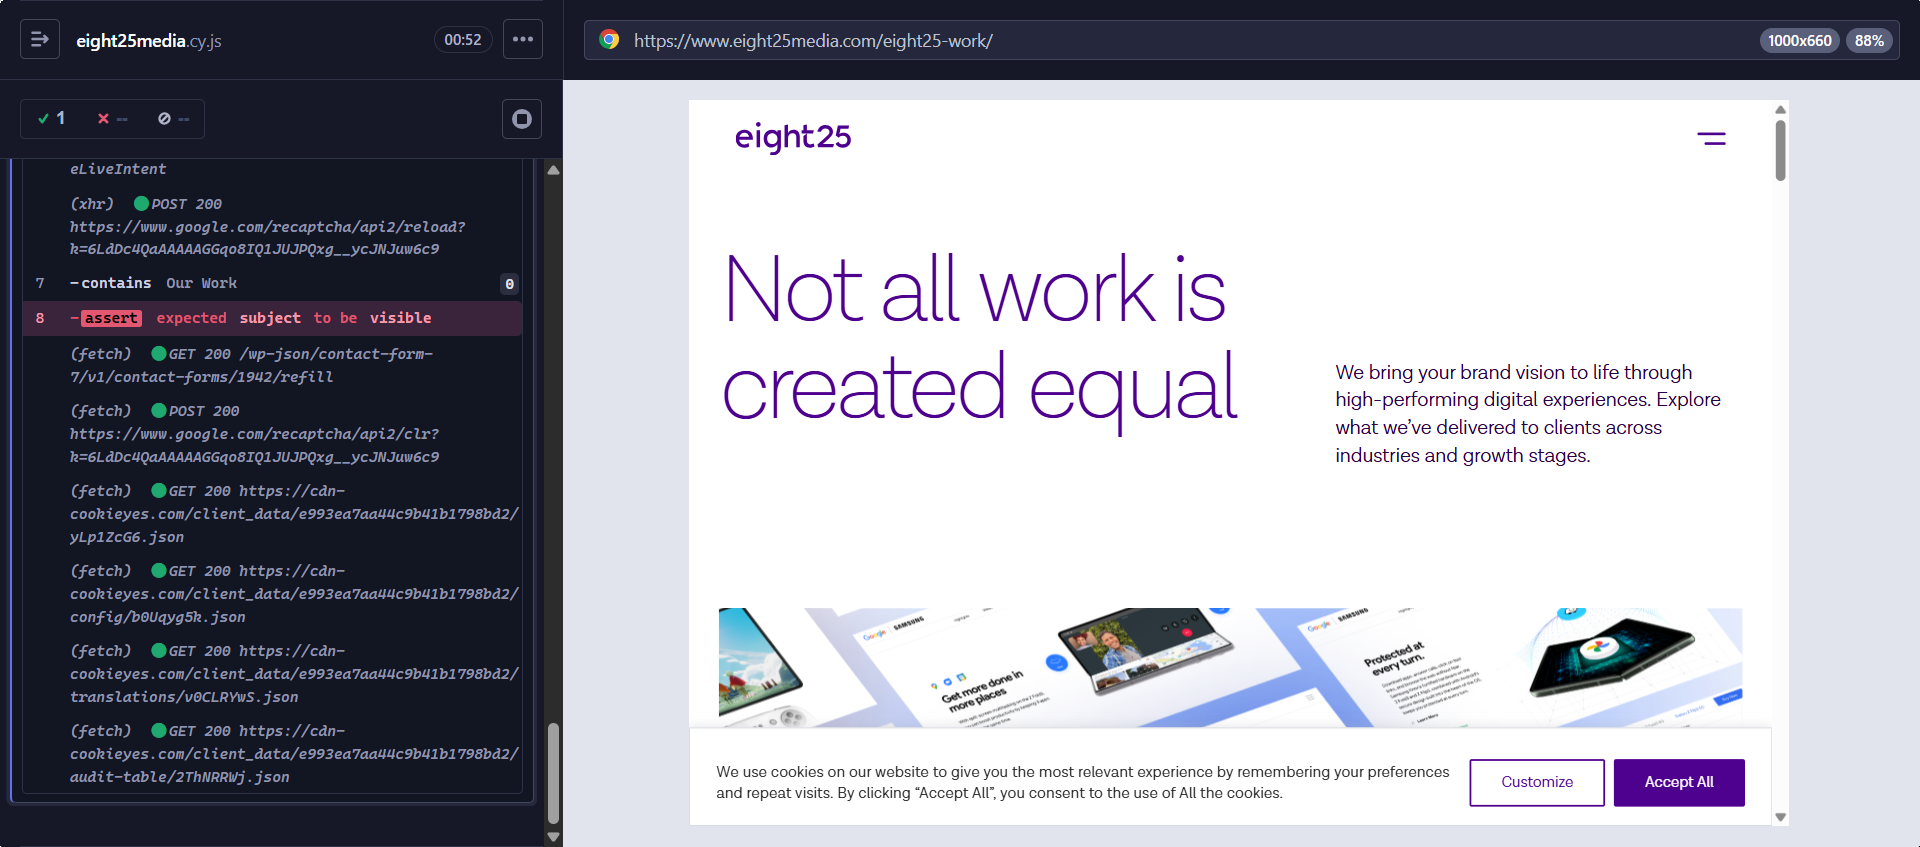 eight25media.cy.js
00:52
https://www.eight25media.com/eight25-work/
1000x660
88%
1
--
--
eLiveIntent
(xhr) POST 200
https://www.google.com/recaptcha/api2/reload?
k=6LdDc4QaAAAAAGGqo8IQ1JUJPQxg__ycJNJuw6c9
7 -contains Our Work 0
8 -assert expected subject to be visible
(fetch) GET 200 /wp-json/contact-form-
7/v1/contact-forms/1942/refill
(fetch) POST 200
https://www.google.com/recaptcha/api2/clr?
k=6LdDc4QaAAAAAGGqo8IQ1JUJPQxg__ycJNJuw6c9
(fetch) GET 200 https://cdn-
cookieyes.com/client_data/e993ea7aa44c9b41b1798bd2/
yLp1ZcG6.json
(fetch) GET 200 https://cdn-
cookieyes.com/client_data/e993ea7aa44c9b41b1798bd2/
config/b0Uqyg5k.json
(fetch) GET 200 https://cdn-
cookieyes.com/client_data/e993ea7aa44c9b41b1798bd2/
translations/v0CLRYwS.json
(fetch) GET 200 https://cdn-
cookieyes.com/client_data/e993ea7aa44c9b41b1798bd2/
audit-table/2ThNRRWj.json
eight25
Not all work is
created equal
We bring your brand vision to life through
high-performing digital experiences. Explore
what we’ve delivered to clients across
industries and growth stages.
Google SAMSUNG
Get more done in
more places
Google SAMSUNG
Protected at
every turn.
We use cookies on our website to give you the most relevant experience by remembering your preferences
and repeat visits. By clicking “Accept All”, you consent to the use of All the cookies.
Customize
Accept All